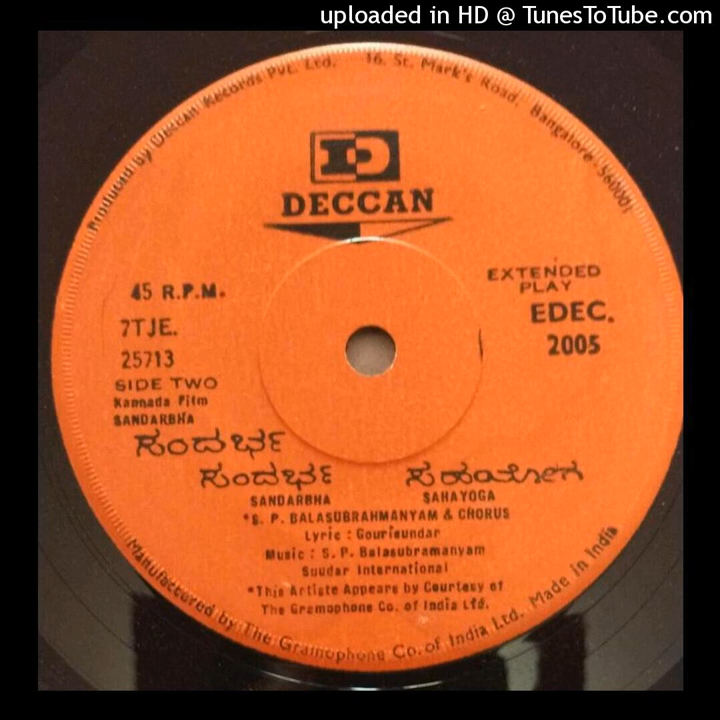 uploaded in HD @ TunesToTube.com
Produced by Deccan Records Pvt. Ltd. 16, St. Mark's Road, Bangalore-560001
DECCAN
45 R.P.M.
7TJE.
25713
SIDE TWO
Kannada Film
SANDARBHA
EXTENDED
PLAY
EDEC.
2005
ಸಂದರ್ಭ
ಸಂದರ್ಭ ಸಹಯೋಗ
SANDARBHA SAHAYOGA
*S. P. BALASUBRAHMANYAM & CHORUS
Lyric : Gourisundar
Music : S. P. Balasubramanyam
Soudar International
*This Artiste Appears by Courtesy of
The Gramophone Co. of India Ltd.
Manufactured by The Gramophone Co. of India Ltd. Made in India